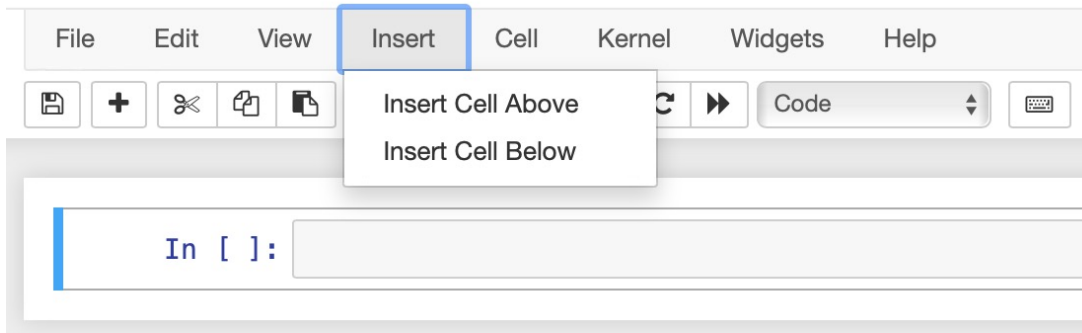 File Edit View Insert Cell Kernel Widgets Help
Insert Cell Above
Code
Insert Cell Below
In [ ]: